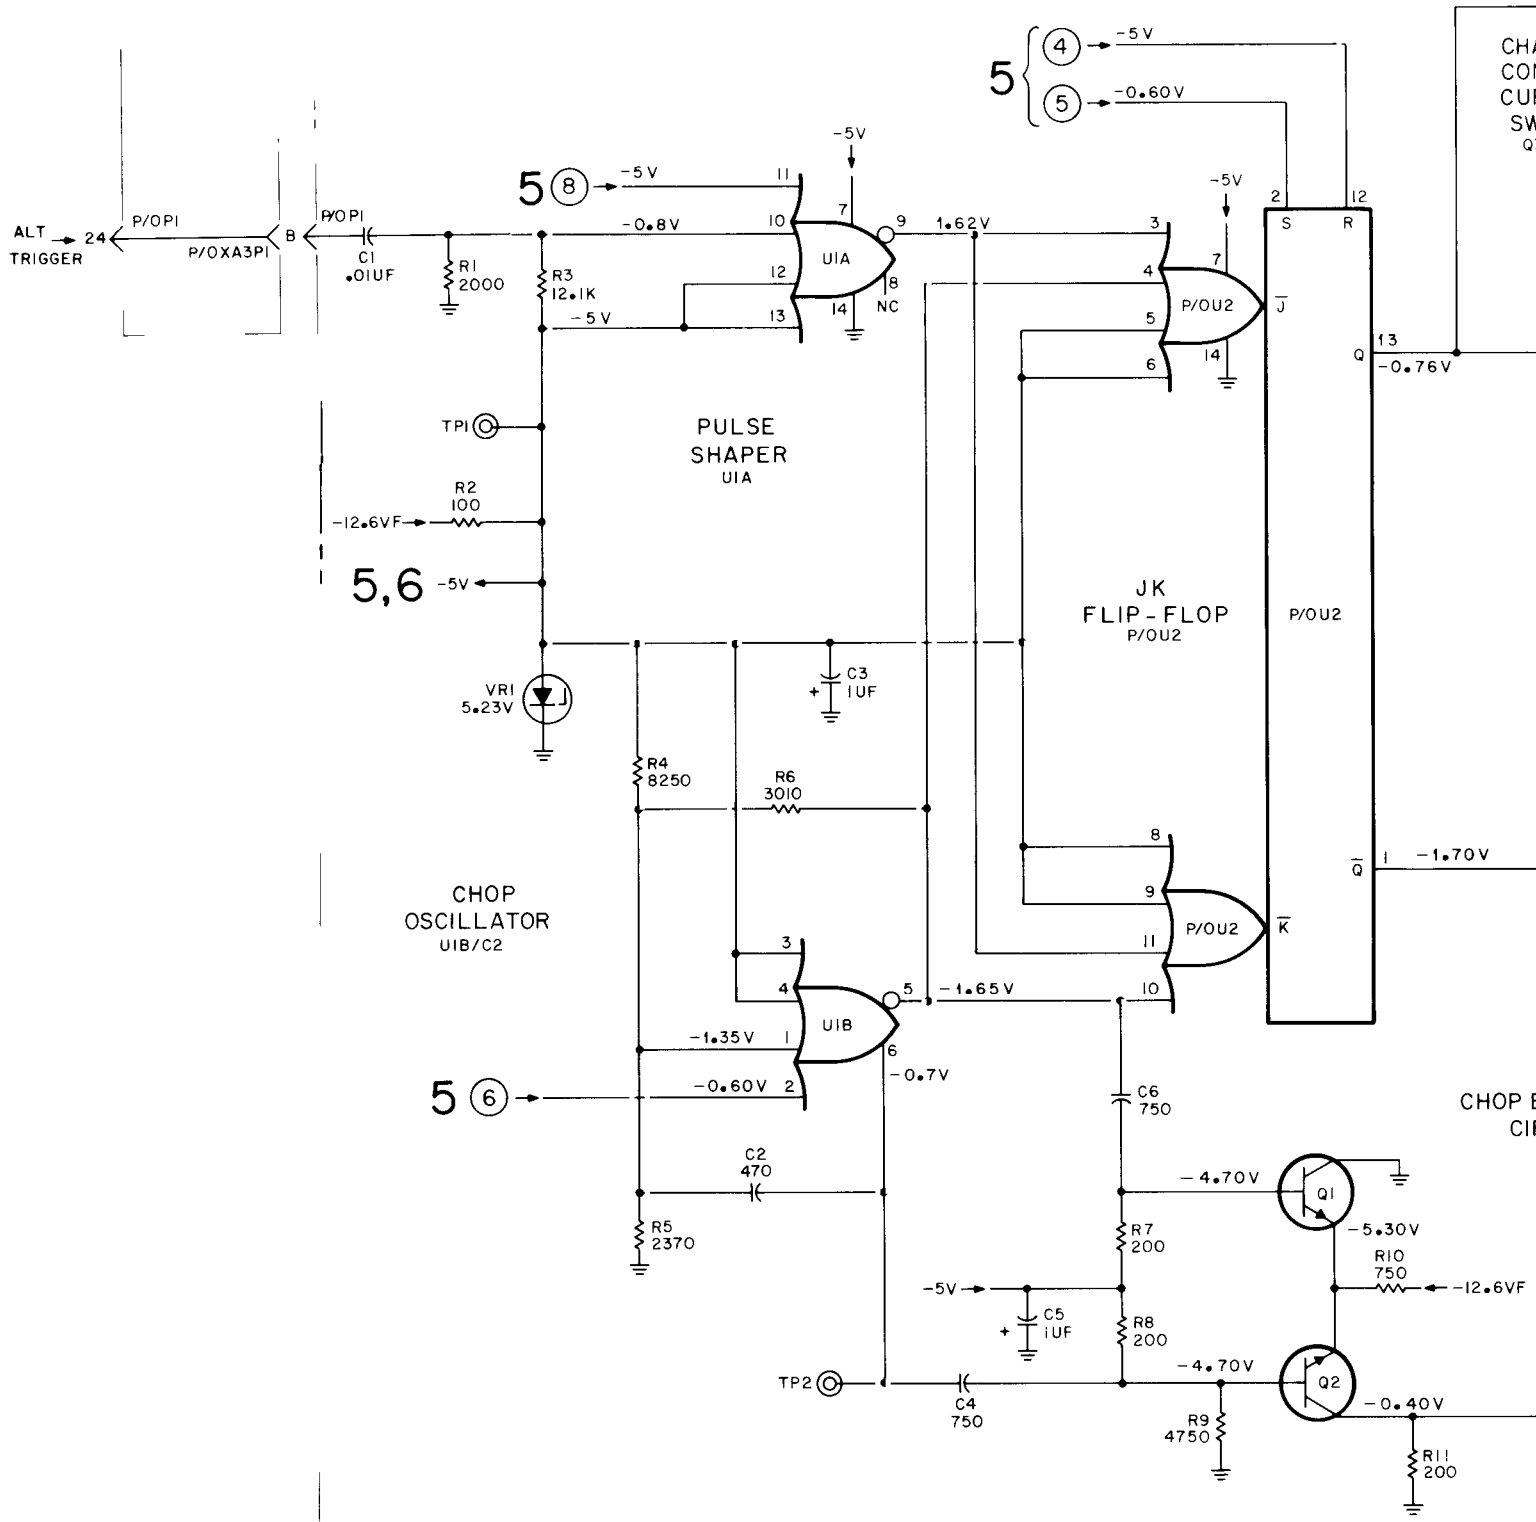 5
4
-5V
5
-0.60V
CHA
CON
CUR
SW
Q
-5V
5
8
-5V
11
7
ALT
TRIGGER
24
P/OP1
P/OXA3P1
B
P/OP1
C1
.01UF
R1
2000
R3
12.1K
-0.8V
10
12
-5V
13
U1A
9
8
NC
14
1.62V
-5V
2
12
S
R
3
4
7
P/OU2
5
6
14
J
Q
13
-0.76V
TP1
PULSE
SHAPER
U1A
R2
100
-12.6VF
5,6
-5V
JK
FLIP-FLOP
P/OU2
P/OU2
VR1
5.23V
+
C3
1UF
R4
8250
R6
3010
8
9
11
10
P/OU2
K
Q
1
-1.70V
CHOP
OSCILLATOR
U1B/C2
3
4
1
-1.35V
-0.60V
2
U1B
5
-1.65V
6
-0.7V
5
6
C6
750
CHOP B
CI
C2
470
R5
2370
-4.70V
Q1
-5.30V
R7
200
R10
750
-12.6VF
-5V
+
C5
1UF
R8
200
TP2
C4
750
-4.70V
Q2
-0.40V
R9
4750
R11
200